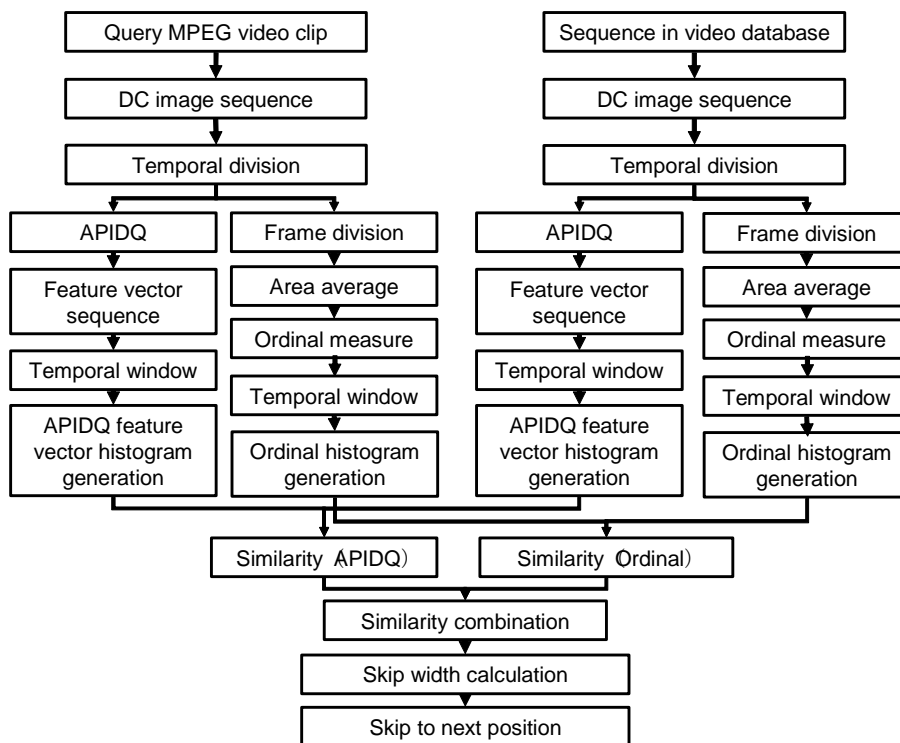 Query MPEG video clip
Sequence in video database
DC image sequence
DC image sequence
Temporal division
Temporal division
APIDQ
Frame division
APIDQ
Frame division
Feature vector
sequence
Area average
Feature vector
sequence
Area average
Ordinal measure
Ordinal measure
Temporal window
Temporal window
Temporal window
Temporal window
APIDQ feature
vector histogram
generation
Ordinal histogram
generation
APIDQ feature
vector histogram
generation
Ordinal histogram
generation
Similarity（APIDQ）
Similarity（Ordinal）
Similarity combination
Skip width calculation
Skip to next position